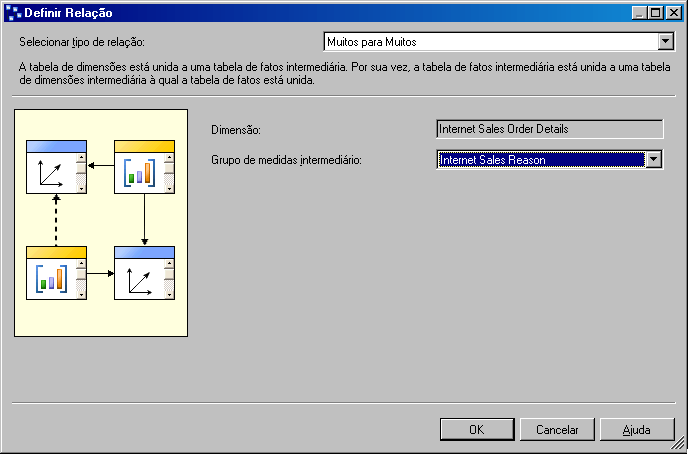 Definir Relação
Selecionar tipo de relação: Muitos para Muitos
A tabela de dimensões está unida a uma tabela de fatos intermediária. Por sua vez, a tabela de fatos intermediária está unida a uma tabela
de dimensões intermediária à qual a tabela de fatos está unida.
Dimensão: Internet Sales Order Details
Grupo de medidas intermediário: Internet Sales Reason
OK Cancelar Ajuda